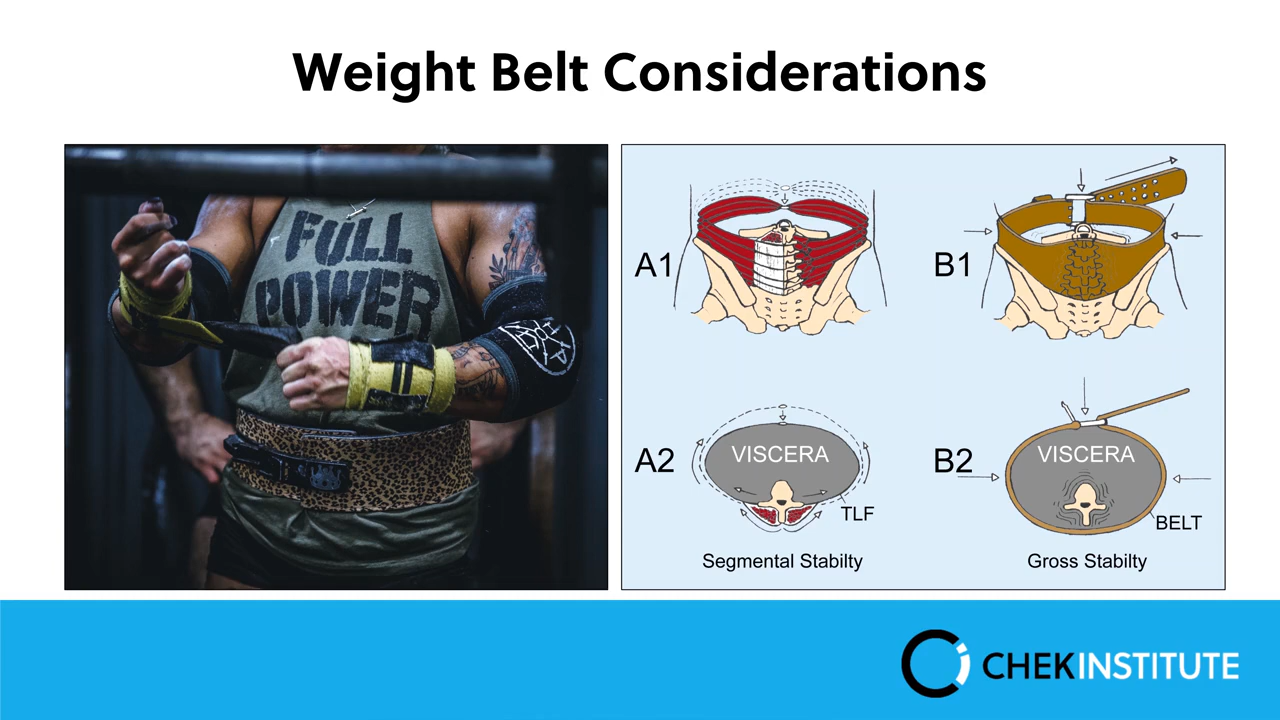 Weight Belt Considerations
FULL
POWER
A1
B1
A2
VISCERA
TLF
Segmental Stabilty
B2
VISCERA
BELT
Gross Stabilty
CHEKINSTITUTE